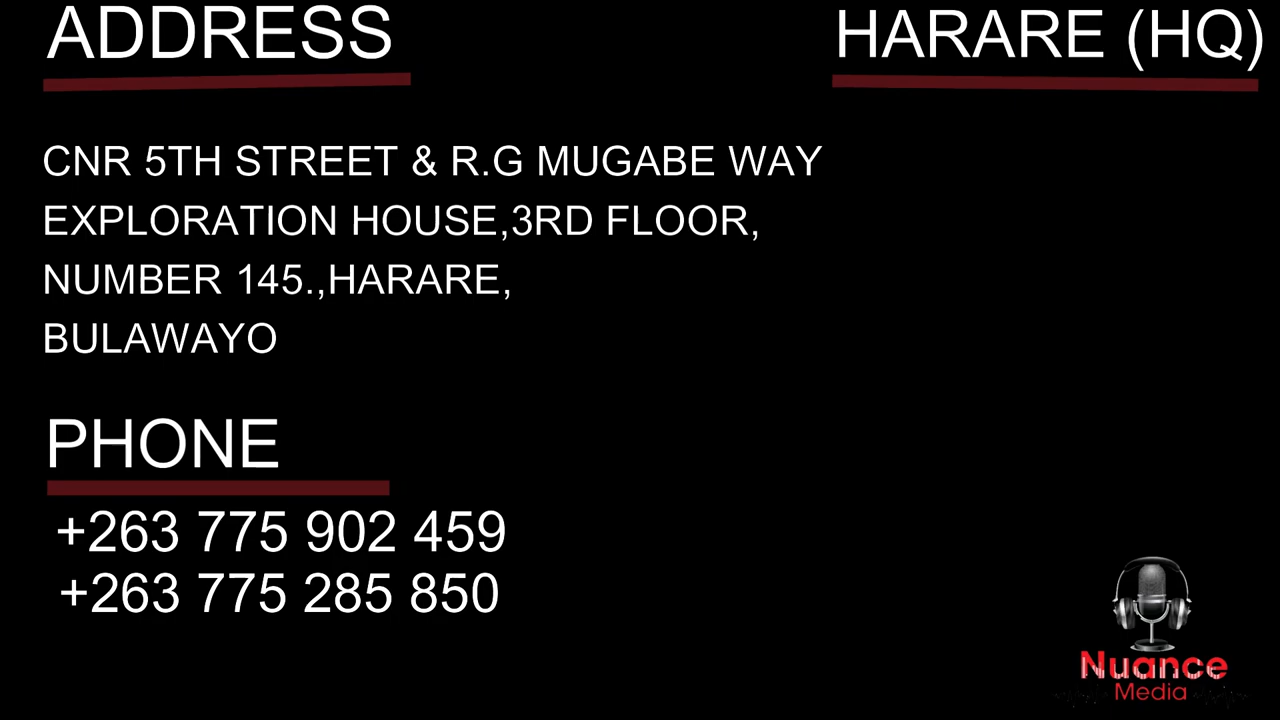 ADDRESS
HARARE (HQ)
CNR 5TH STREET & R.G MUGABE WAY
EXPLORATION HOUSE,3RD FLOOR,
NUMBER 145.,HARARE,
BULAWAYO
PHONE
+263 775 902 459
+263 775 285 850
Nuance
Media